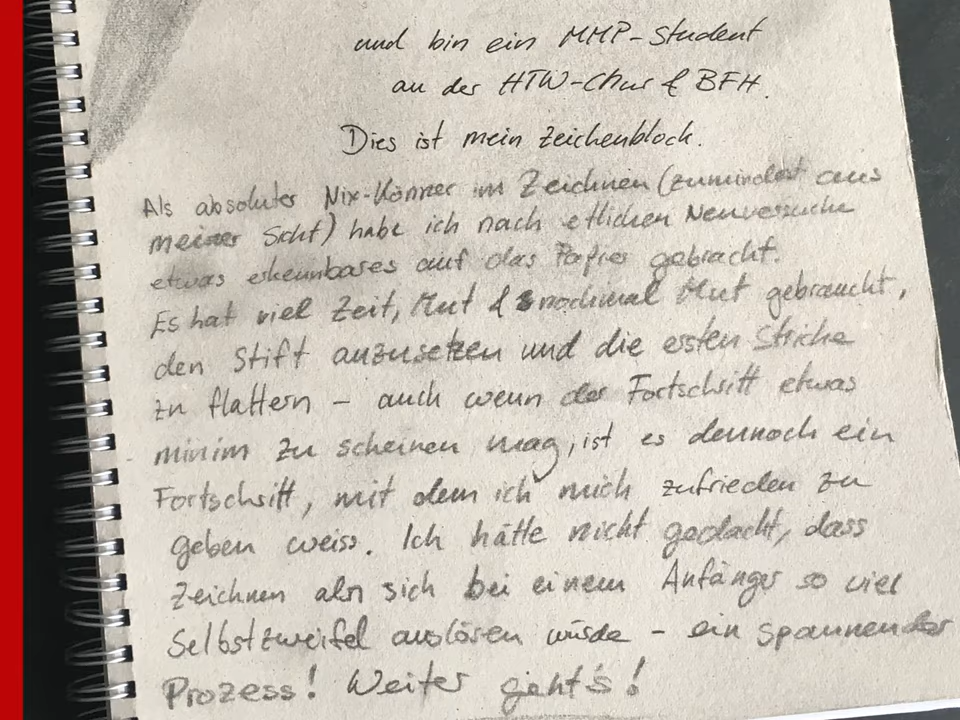 und bin ein MMP-Student
an der HTW-Chur & BFH.
Dies ist mein Zeichenblock.
Als absoluter Nix-Könner im Zeichnen (zumindest aus
meiner Sicht) habe ich nach etlichen Neuversuche
etwas erkennbares auf das Papier gebracht.
Es hat viel Zeit, Mut & nochmal Mut gebraucht,
den Stift anzusetzen und die ersten Striche
zu flattern - auch wenn der Fortschritt etwas
minim zu scheinen mag, ist es dennoch ein
Fortschritt, mit dem ich mich zufrieden zu
geben weiss. Ich hätte nicht gedacht, dass
zeichnen an sich bei einem Anfänger so viel
Selbstzweifel auslösen würde - ein spannender
Prozess! Weiter geht's!